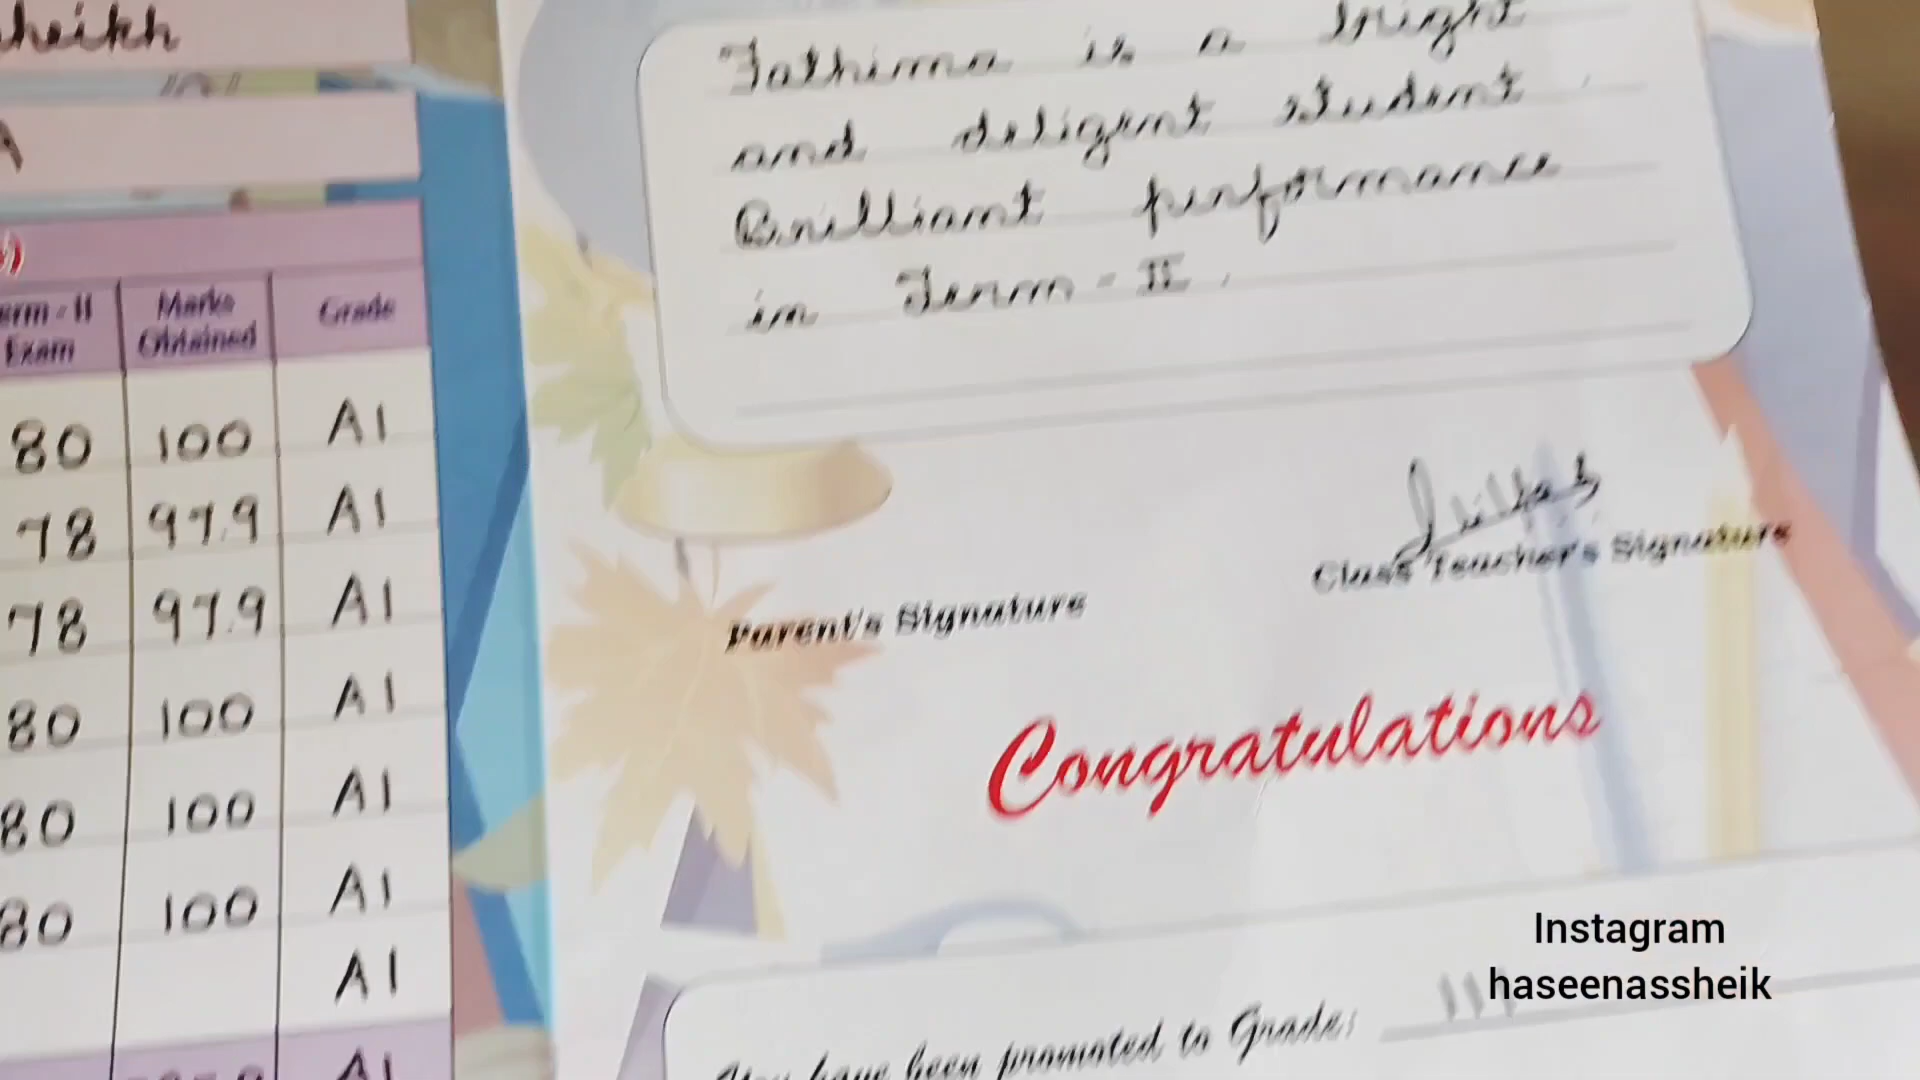 heikh
A
erm - II Exam Marks Obtained Grade
80 100 A1
78 97.9 A1
78 97.9 A1
80 100 A1
80 100 A1
80 100 A1
A1
A1
Fathima is a bright
and deligent student.
Brilliant performance
in Term - II.
Class Teacher's Signature
Parent's Signature
Congratulations
You have been promoted to Grade:
Instagram
haseenassheik